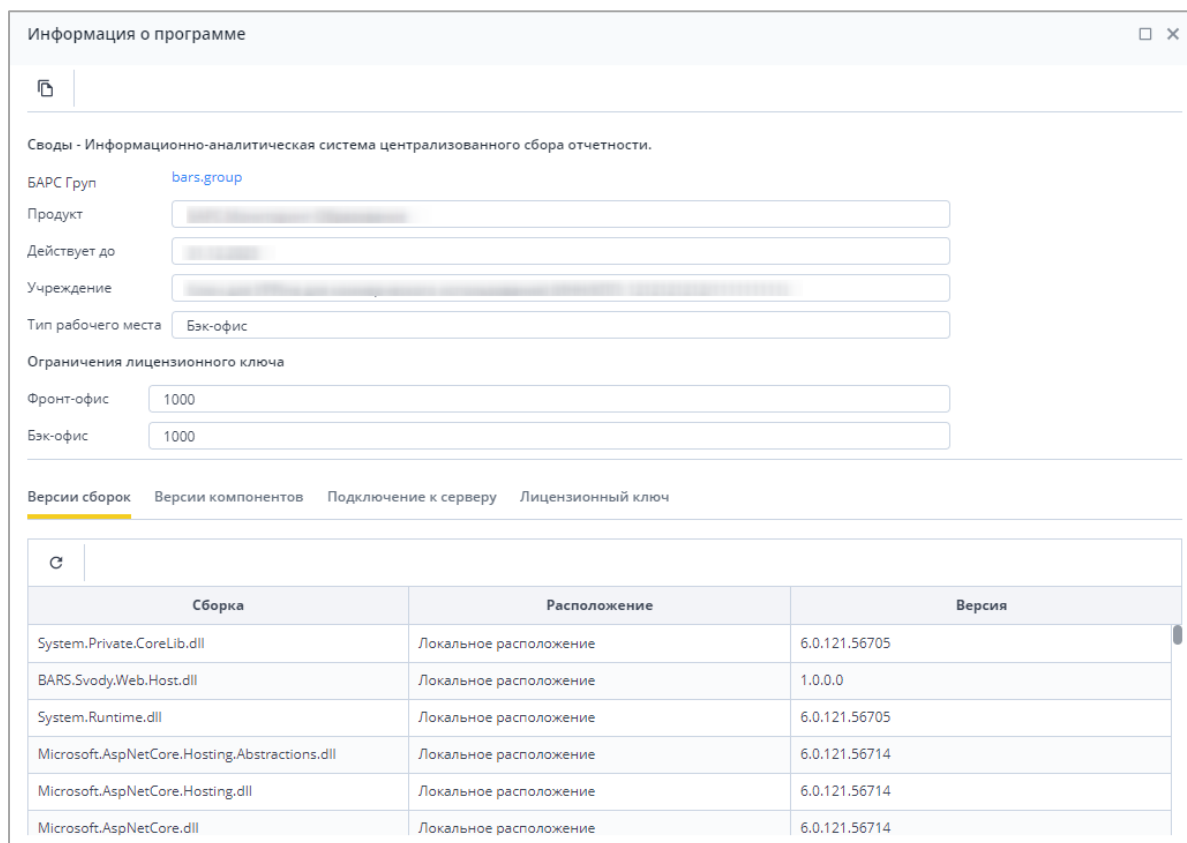 Информация о программе
Своды - Информационно-аналитическая система централизованного сбора отчетности.
БАРС Груп bars.group
Продукт
Действует до
Учреждение
Тип рабочего места Бэк-офис
Ограничения лицензионного ключа
Фронт-офис 1000
Бэк-офис 1000
Версии сборок Версии компонентов Подключение к серверу Лицензионный ключ
Сборка Расположение Версия
System.Private.CoreLib.dll Локальное расположение 6.0.121.56705
BARS.Svody.Web.Host.dll Локальное расположение 1.0.0.0
System.Runtime.dll Локальное расположение 6.0.121.56705
Microsoft.AspNetCore.Hosting.Abstractions.dll Локальное расположение 6.0.121.56714
Microsoft.AspNetCore.Hosting.dll Локальное расположение 6.0.121.56714
Microsoft.AspNetCore.dll Локальное расположение 6.0.121.56714